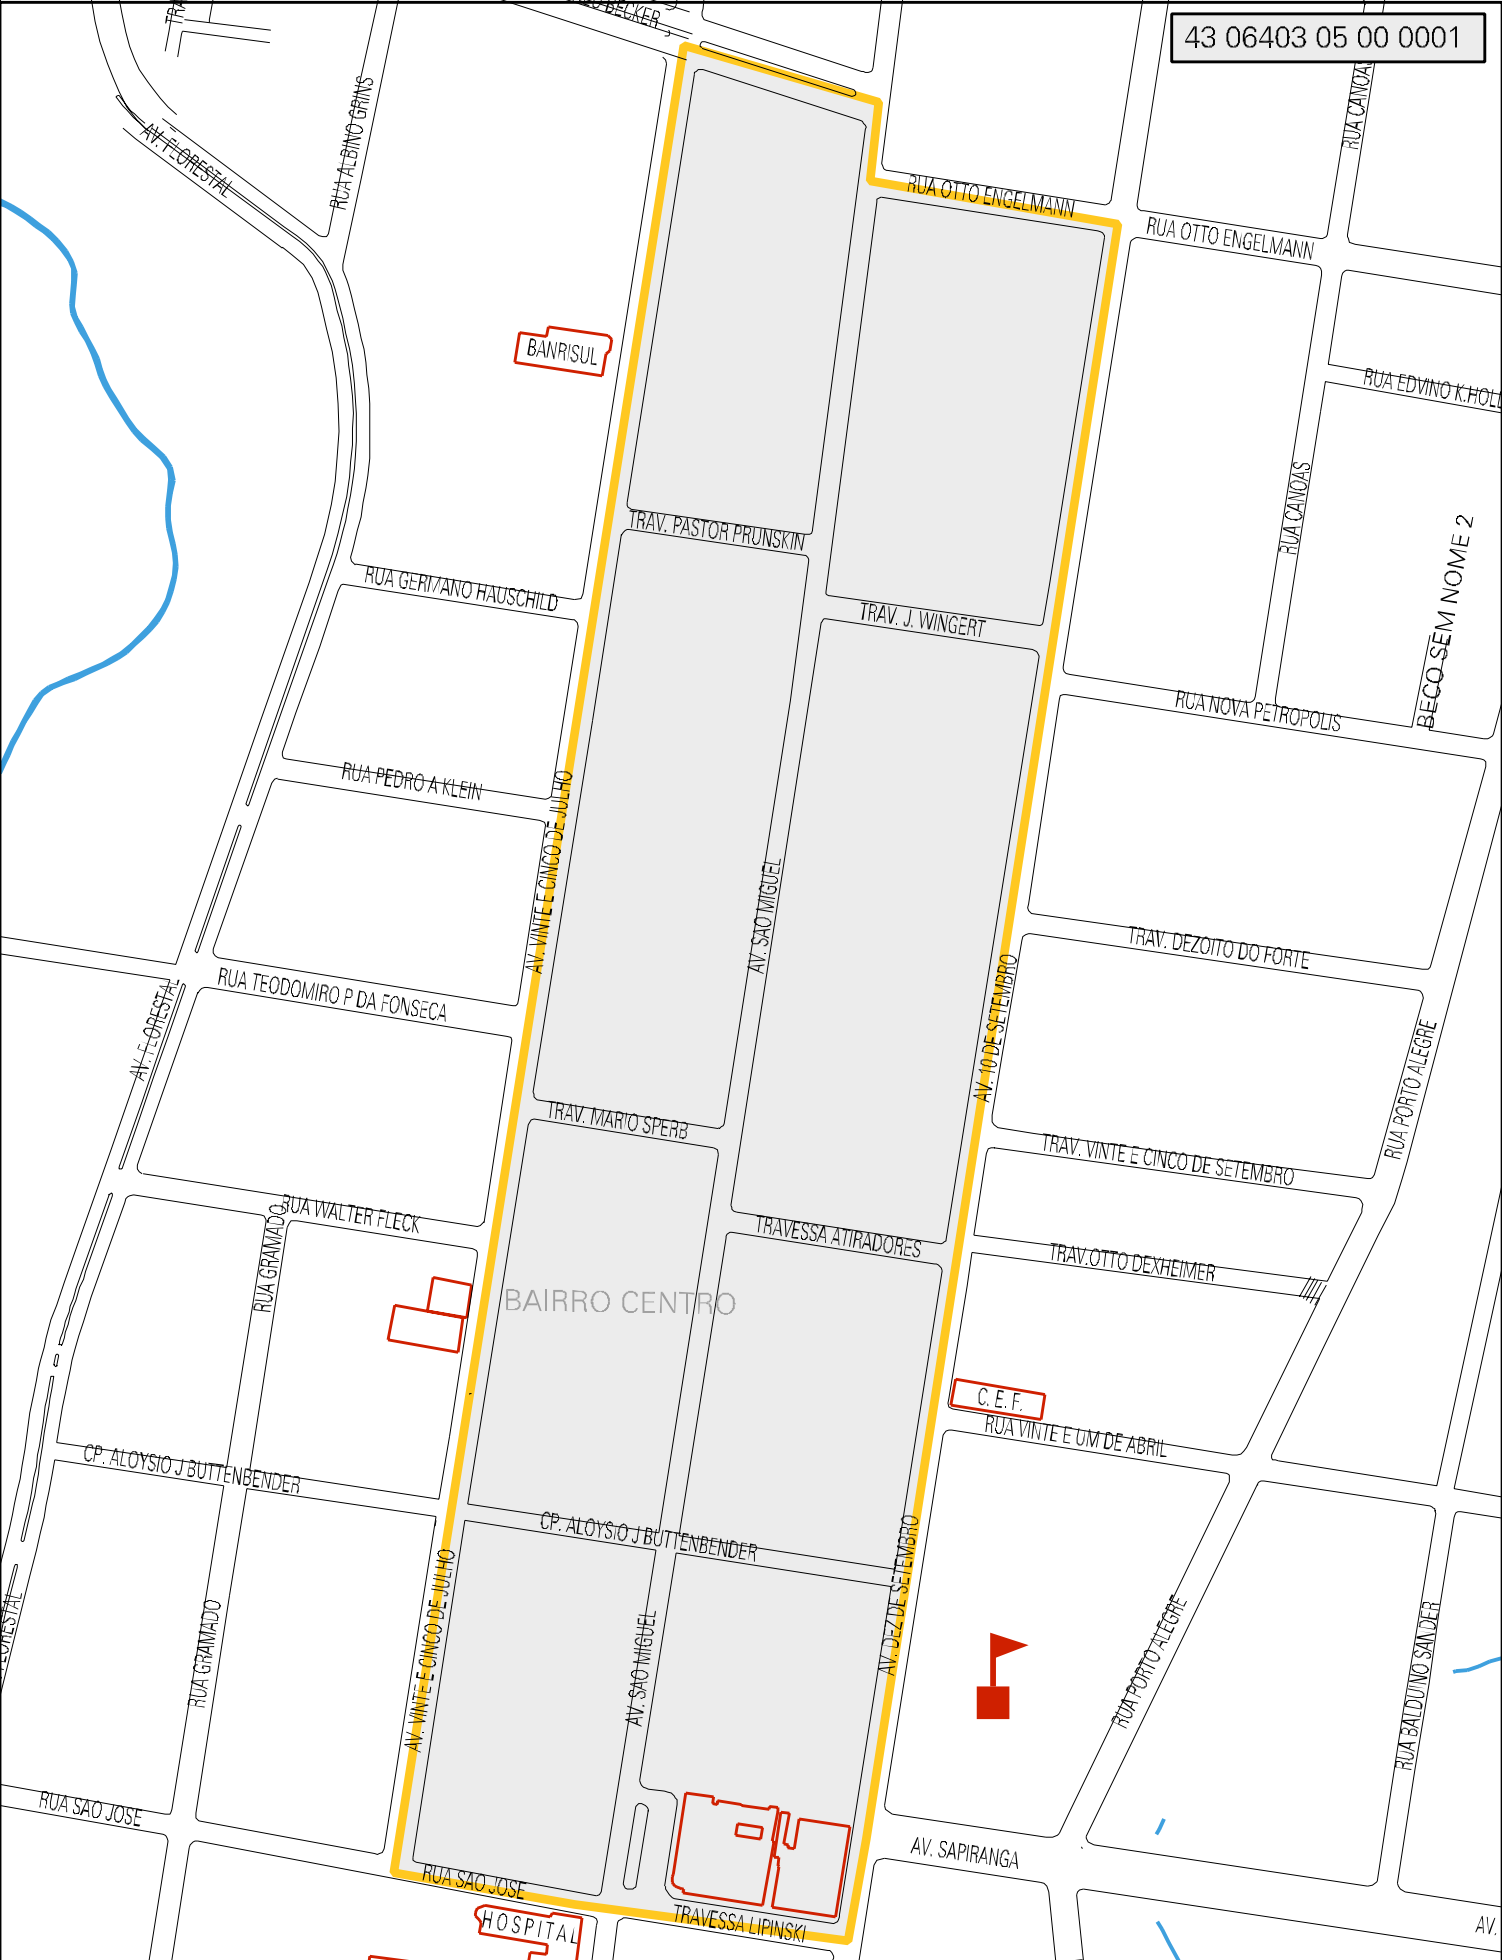 BECKER
43 06403 05 00 0001
RUA CANOAS
RUA ALBINO GRINS
AV. FLORESTAL
RUA OTTO ENGELMANN
RUA OTTO ENGELMANN
BANRISUL
RUA EDVINO K.HOLL
RUA CANOAS
BECO SEM NOME 2
TRAV. PASTOR PRUNSKIN
RUA GERMANO HAUSCHILD
TRAV. J. WINGERT
RUA NOVA PETROPOLIS
RUA PEDRO A KLEIN
AV. VINTE E CINCO DE JULHO
AV. SAO MIGUEL
TRAV. DEZOITO DO FORTE
RUA TEODOMIRO P DA FONSECA
AV. FLORESTAL
AV. 10 DE SETEMBRO
RUA PORTO ALEGRE
TRAV. MARIO SPERB
TRAV. VINTE E CINCO DE SETEMBRO
RUA WALTER FLECK
RUA GRAMADO
TRAVESSA ATIRADORES
TRAV.OTTO DEXHEIMER
BAIRRO CENTRO
C. E. F.
RUA VINTE E UM DE ABRIL
CP. ALOYSIO J BUTTENBENDER
CP. ALOYSIO J BUTTENBENDER
AV. VINTE E CINCO DE JULHO
AV. DEZ DE SETEMBRO
RUA GRAMADO
AV. SAO MIGUEL
RUA PORTO ALEGRE
RUA BALDUINO SANDER
RUA SAO JOSE
AV. SAPIRANGA
RUA SAO JOSE
HOSPITAL
TRAVESSA LIPINSKI
AV.